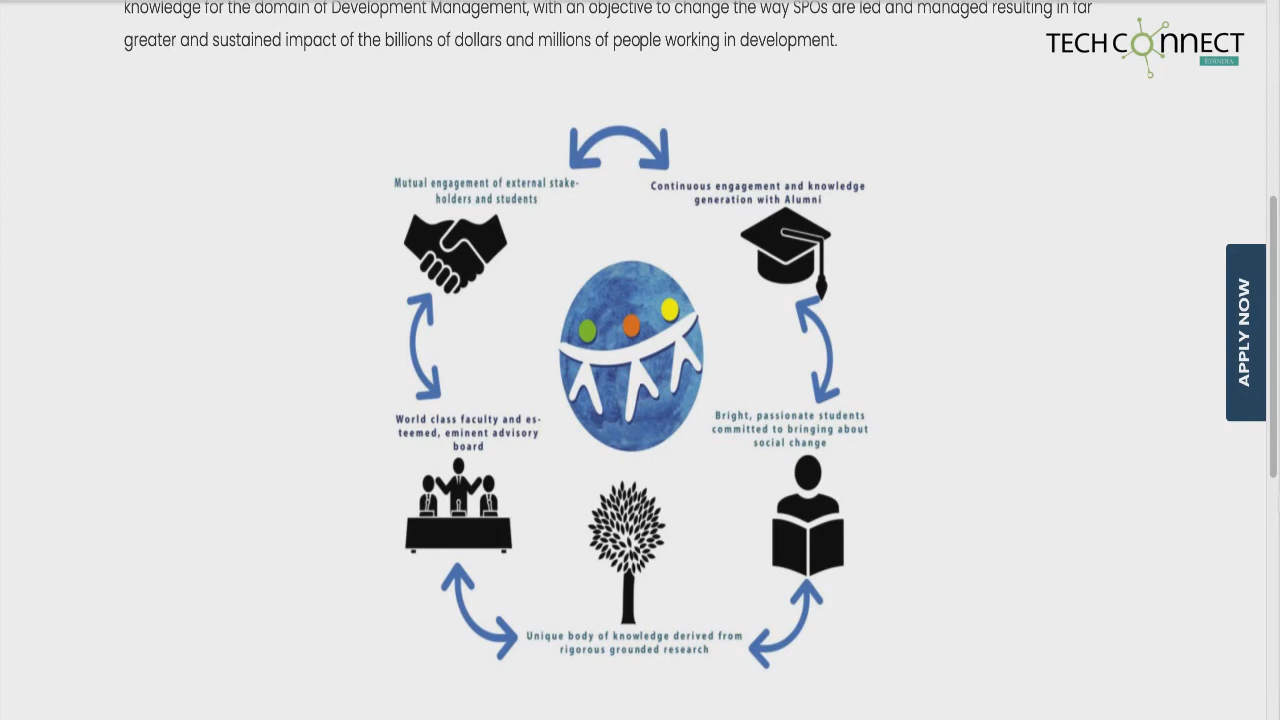 knowledge for the domain of Development Management, with an objective to change the way SPOs are led and managed resulting in far
greater and sustained impact of the billions of dollars and millions of people working in development.
TECH CONNECT
EDINDIA
Mutual engagement of external stake-
holders and students
Continuous engagement and knowledge
generation with Alumni
APPLY NOW
World class faculty and es-
teemed, eminent advisory
board
Bright, passionate students
committed to bringing about
social change
Unique body of knowledge derived from
rigorous grounded research